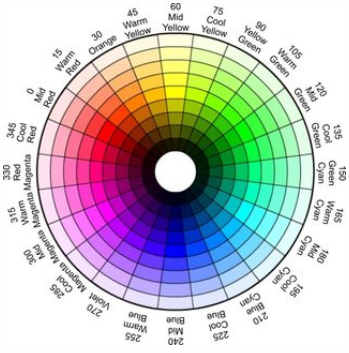 60
Mid
Yellow
75
Cool
Yellow
90
Yellow
Green
105
Warm
Green
120
Mid
Green
135
Cool
Green
150
Green
Cyan
165
Warm
Cyan
180
Mid
Cyan
195
Cool
Cyan
210
Blue
Cyan
225
Cool
Blue
240
Mid
Blue
255
Warm
Blue
270
Violet
285
Cool
Magenta
300
Mid
Magenta
315
Warm
Magenta
330
Red
Magenta
345
Cool
Red
0
Mid
Red
15
Warm
Red
30
Orange
45
Warm
Yellow